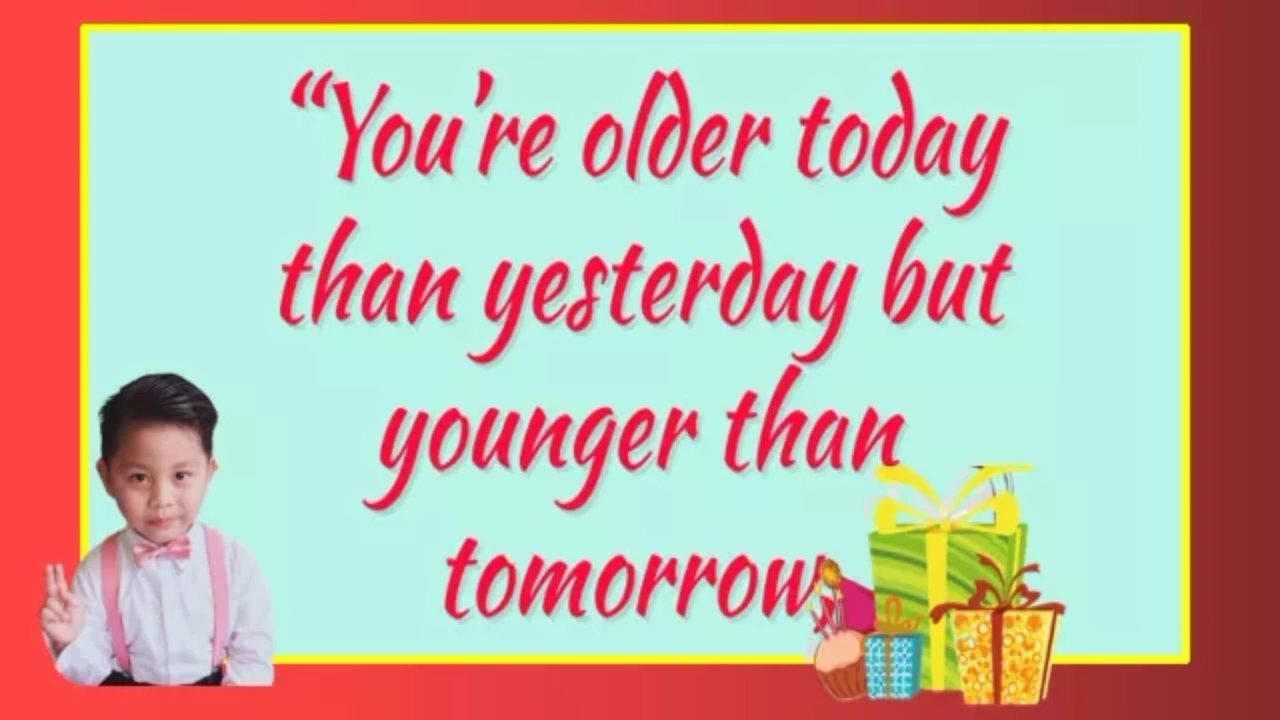 “You're older today
than yesterday but
younger than
tomorrow